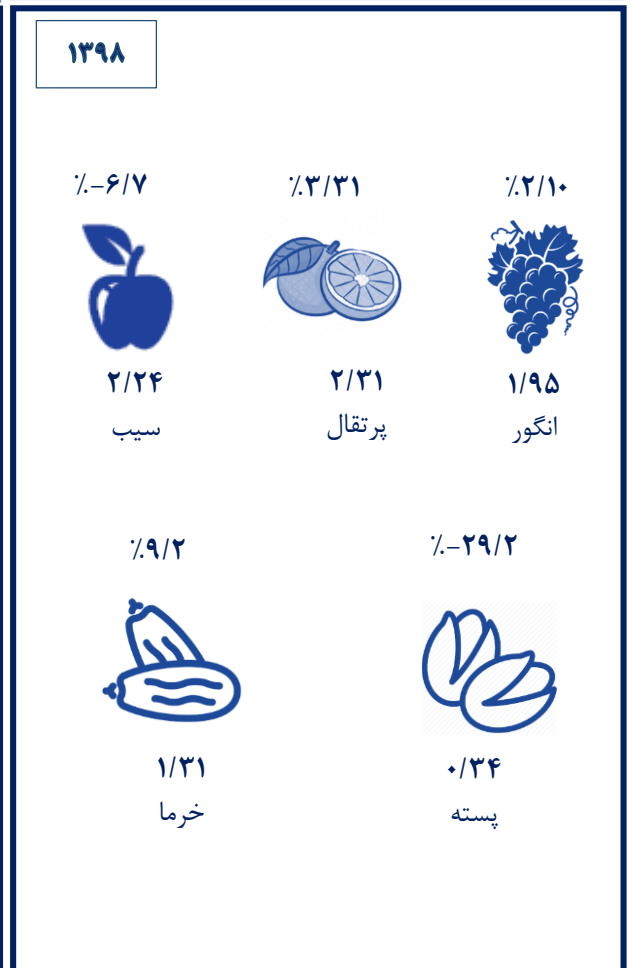 ۱۳۹۸
٪۲/۱۰
٪۳/۳۱
٪-۶/۷
۱/۹۵
۲/۳۱
۲/۲۴
انگور
پرتقال
سیب
٪-۲۹/۲
٪۹/۲
۰/۳۴
۱/۳۱
پسته
خرما